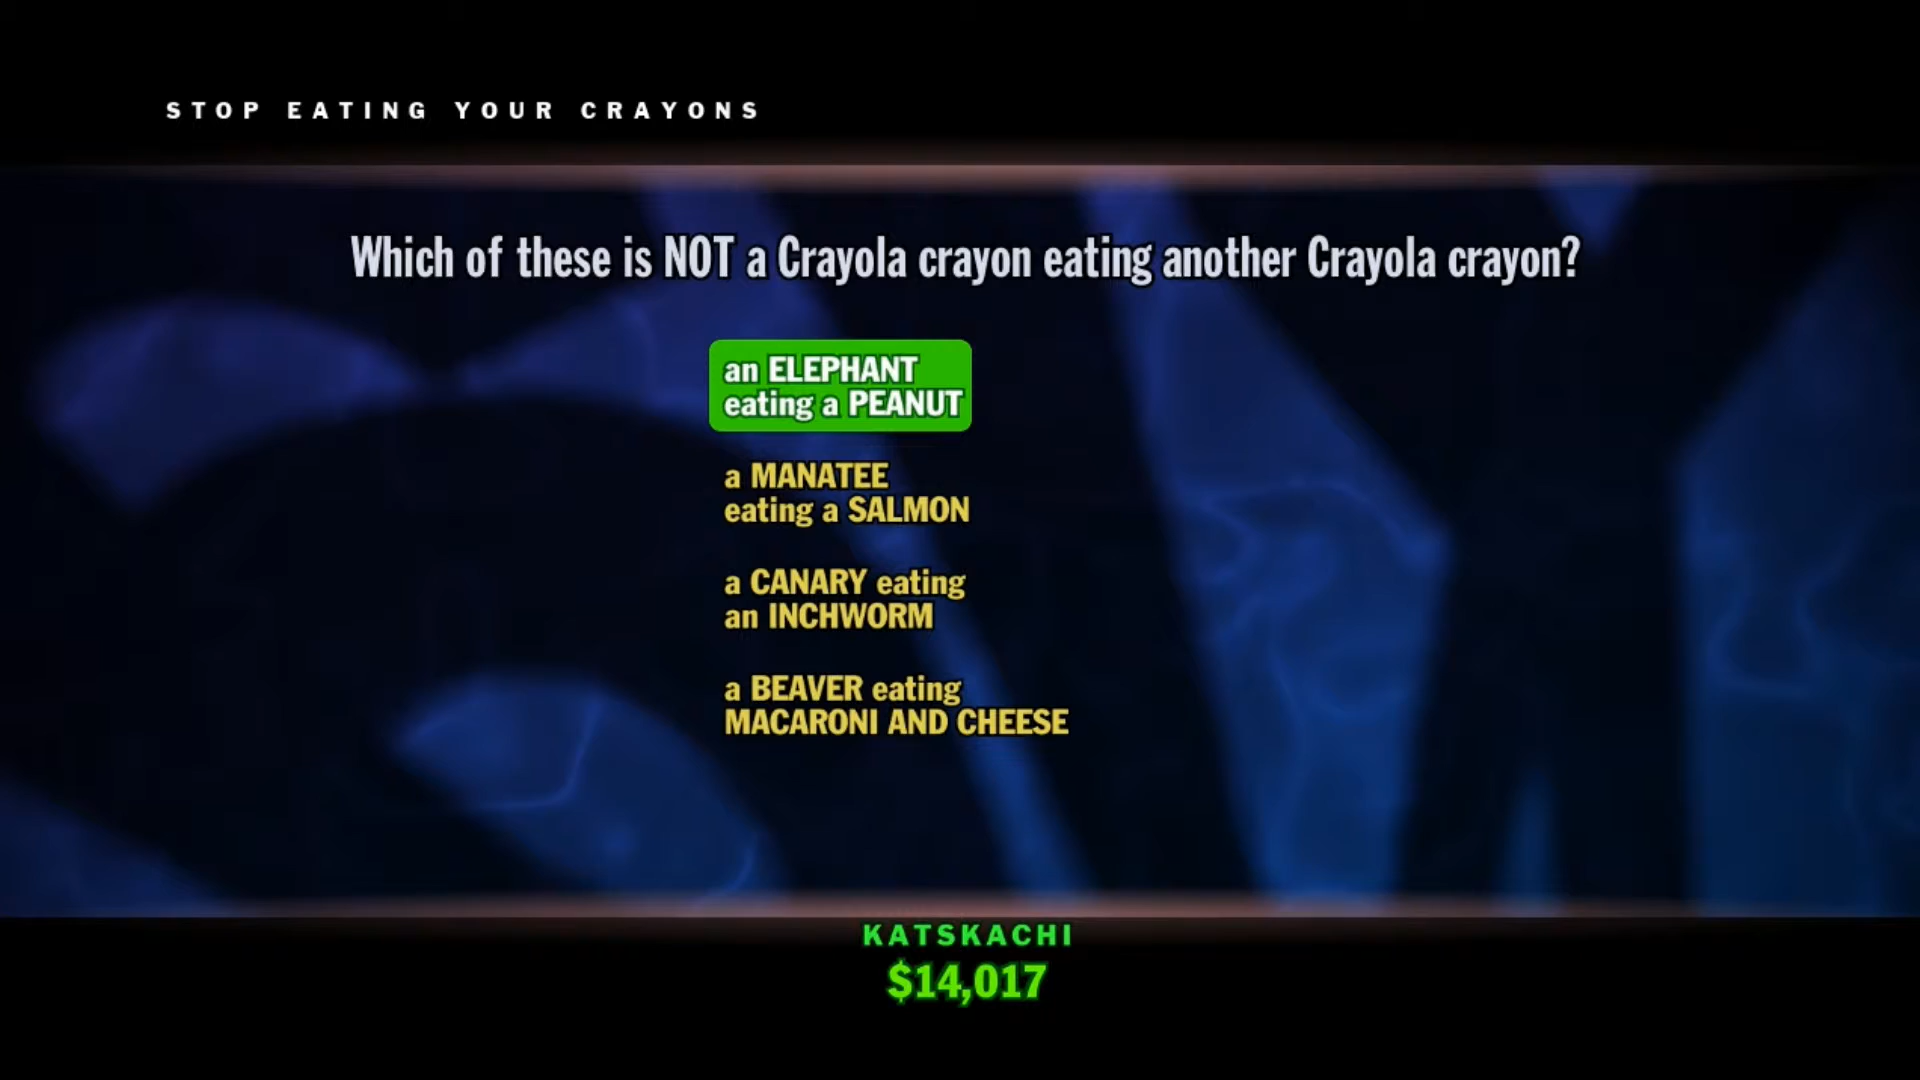 STOP EATING YOUR CRAYONS
Which of these is NOT a Crayola crayon eating another Crayola crayon?
an ELEPHANT
eating a PEANUT
a MANATEE
eating a SALMON
a CANARY eating
an INCHWORM
a BEAVER eating
MACARONI AND CHEESE
KATSKACHI
$14,017